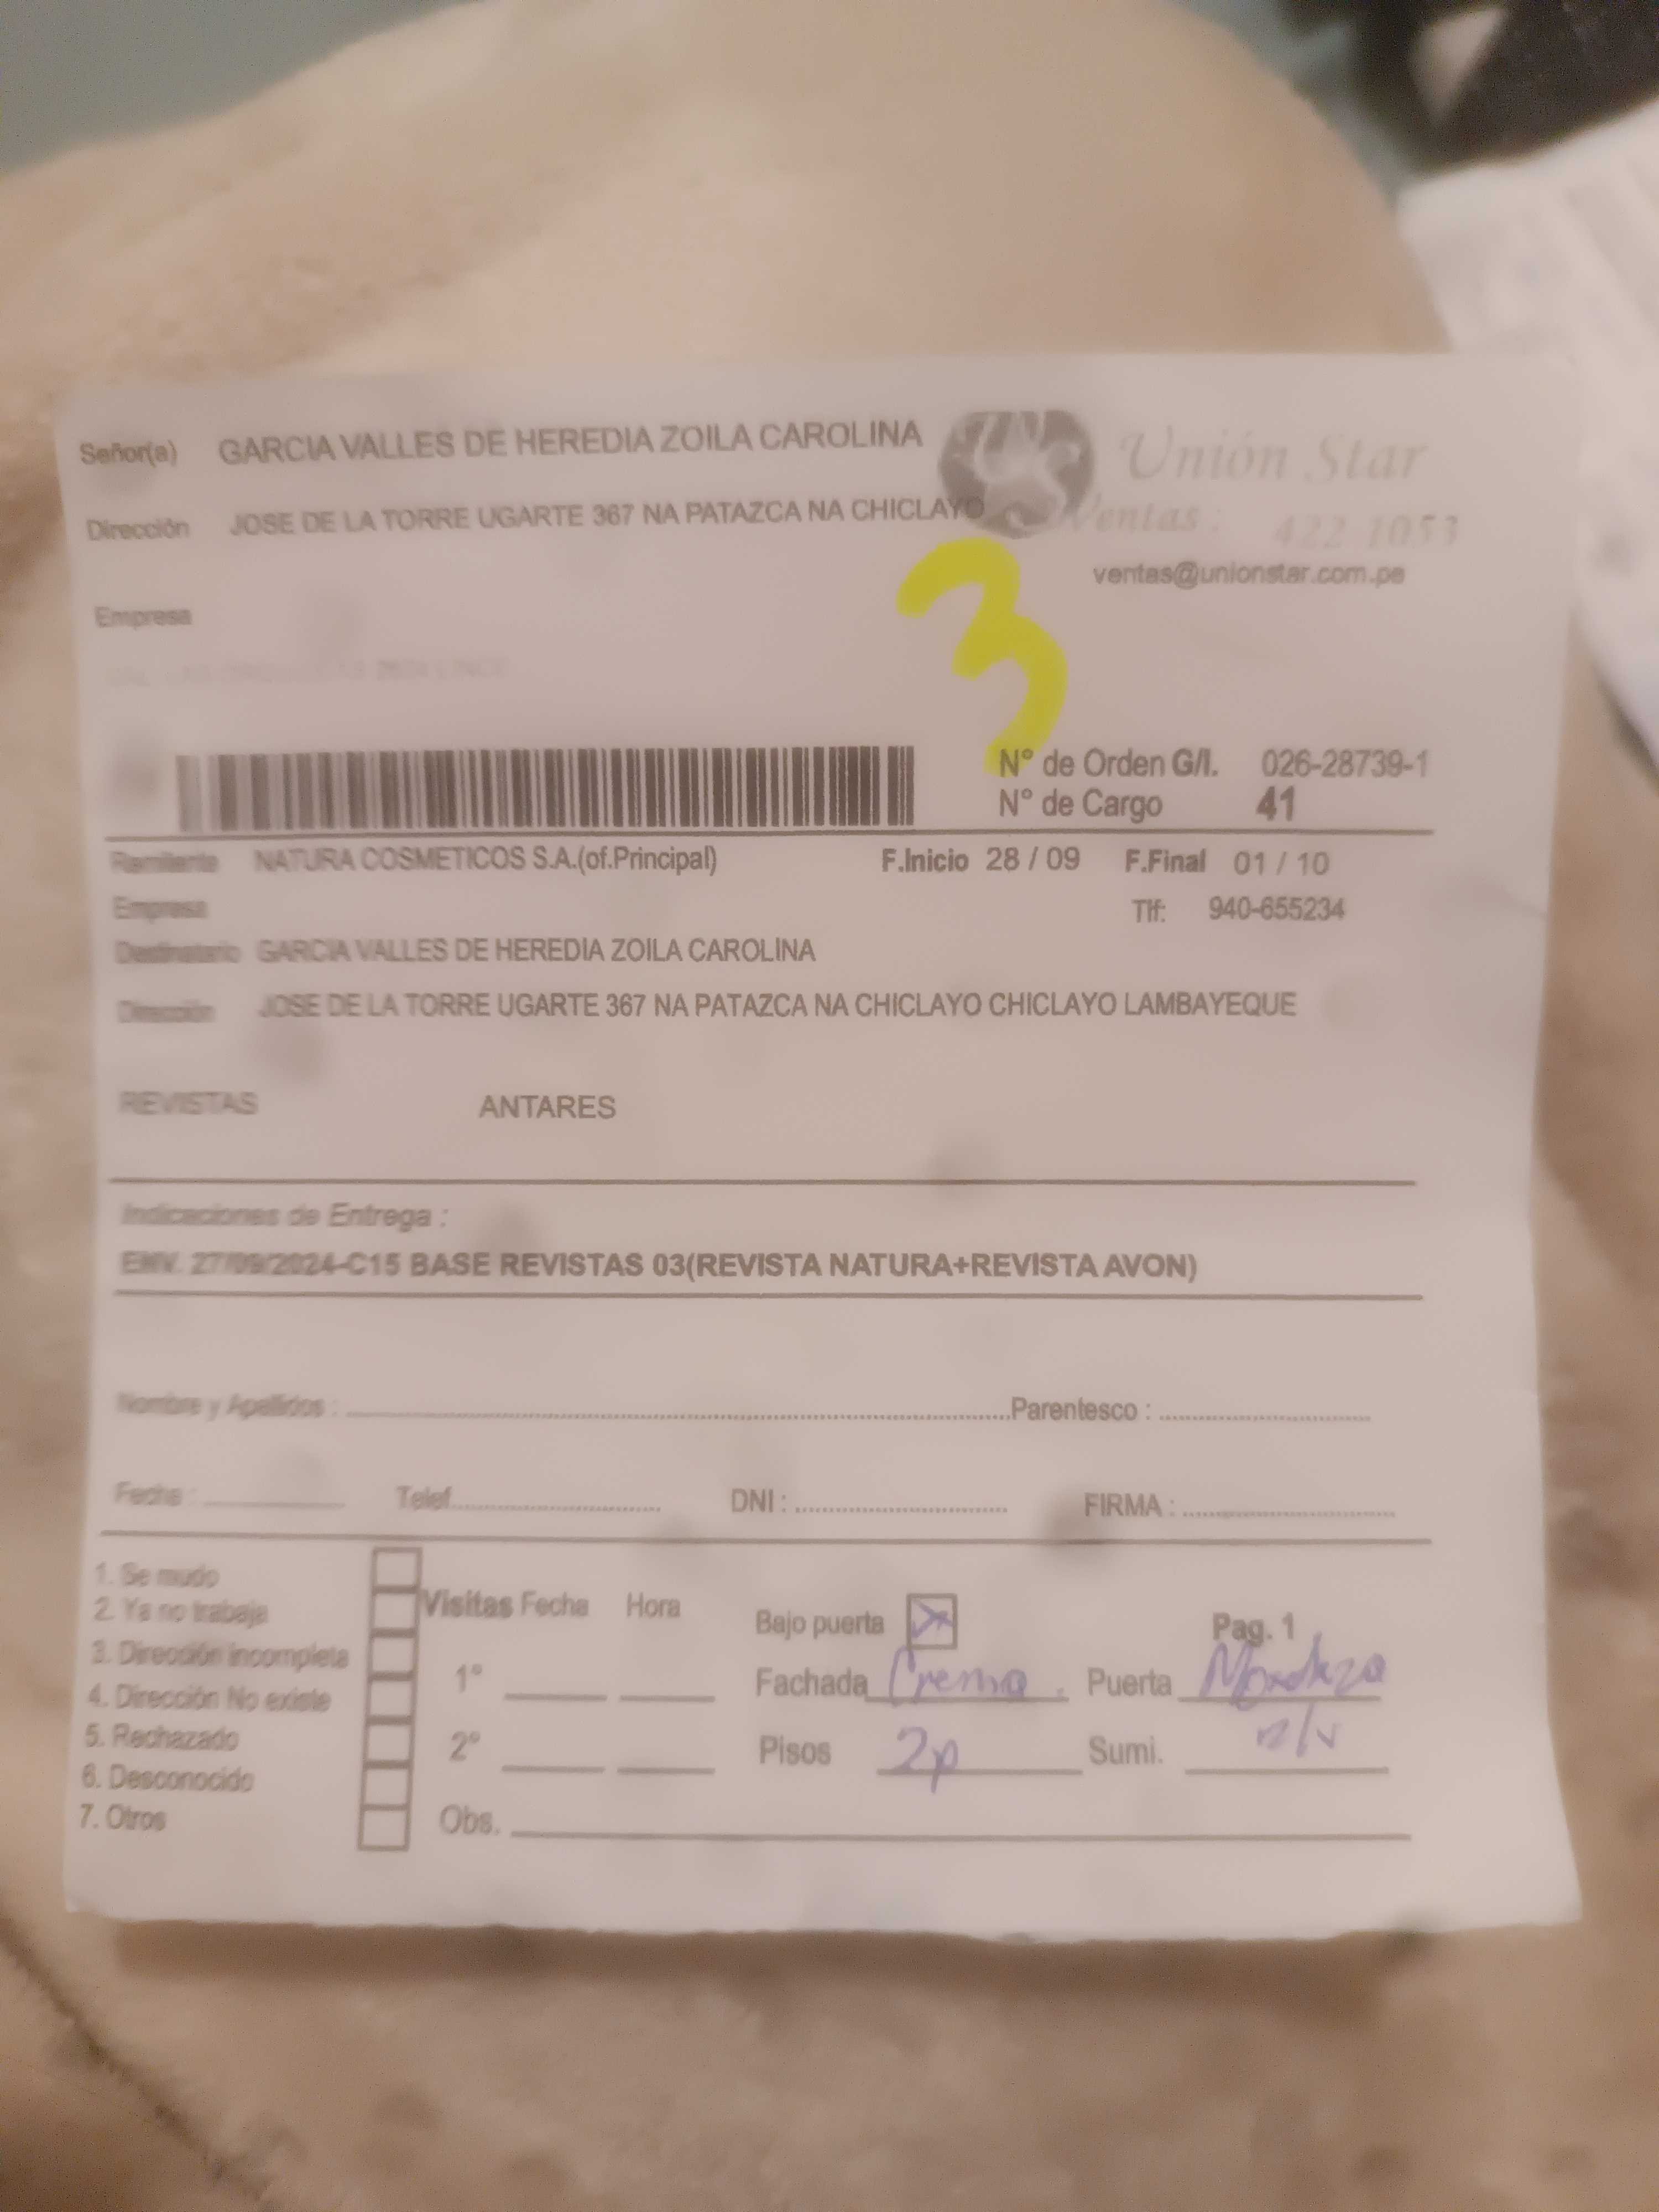 Señor(a) GARCIA VALLES DE HEREDIA ZOILA CAROLINA
Unión Star
Dirección JOSE DE LA TORRE UGARTE 367 NA PATAZCA NA CHICLAYO
Ventas: 422 1053
ventas@unionstar.com.pe
Empresa
3
N° de Orden G/l. 026-28739-1
N° de Cargo 41
Remitente NATURA COSMETICOS S.A.(of.Principal) F.Inicio 28 / 09 F.Final 01 / 10
Empresa Tlf: 940-655234
Destinatario GARCIA VALLES DE HEREDIA ZOILA CAROLINA
Dirección JOSE DE LA TORRE UGARTE 367 NA PATAZCA NA CHICLAYO CHICLAYO LAMBAYEQUE
REVISTAS ANTARES
Indicaciones de Entrega :
ENV. 27/09/2024-C15 BASE REVISTAS 03(REVISTA NATURA+REVISTA AVON)
Nombre y Apellidos : Parentesco :
Fecha : Telef. DNI : FIRMA :
1. Se mudo
2. Ya no trabaja
3. Dirección incompleta
4. Dirección No existe
5. Rechazado
6. Desconocido
7. Otros
Visitas Fecha Hora
1°
2°
Obs.
Bajo puerta X Pag. 1
Fachada Crema. Puerta
Pisos 2p Sumi.